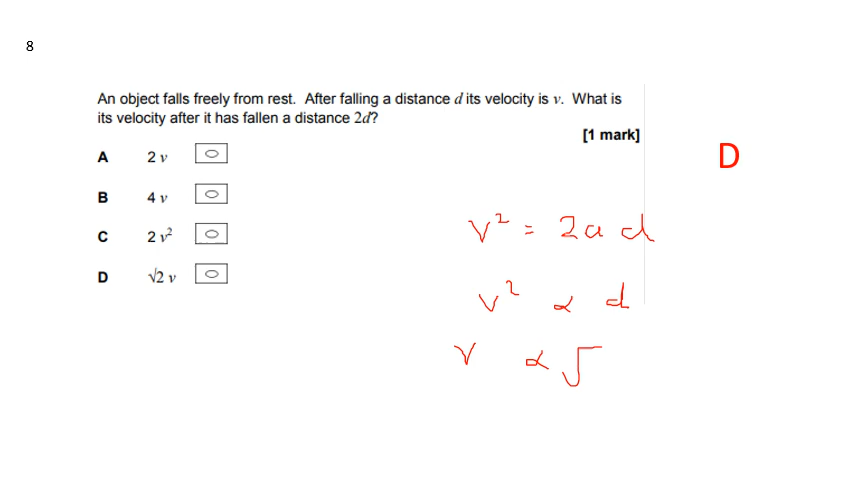 8
An object falls freely from rest. After falling a distance d its velocity is v. What is
its velocity after it has fallen a distance 2d?
[1 mark]
A 2 v
B 4 v
C 2 v²
D √2 v
D
v² = 2ad
v² ∝ d
v ∝ √